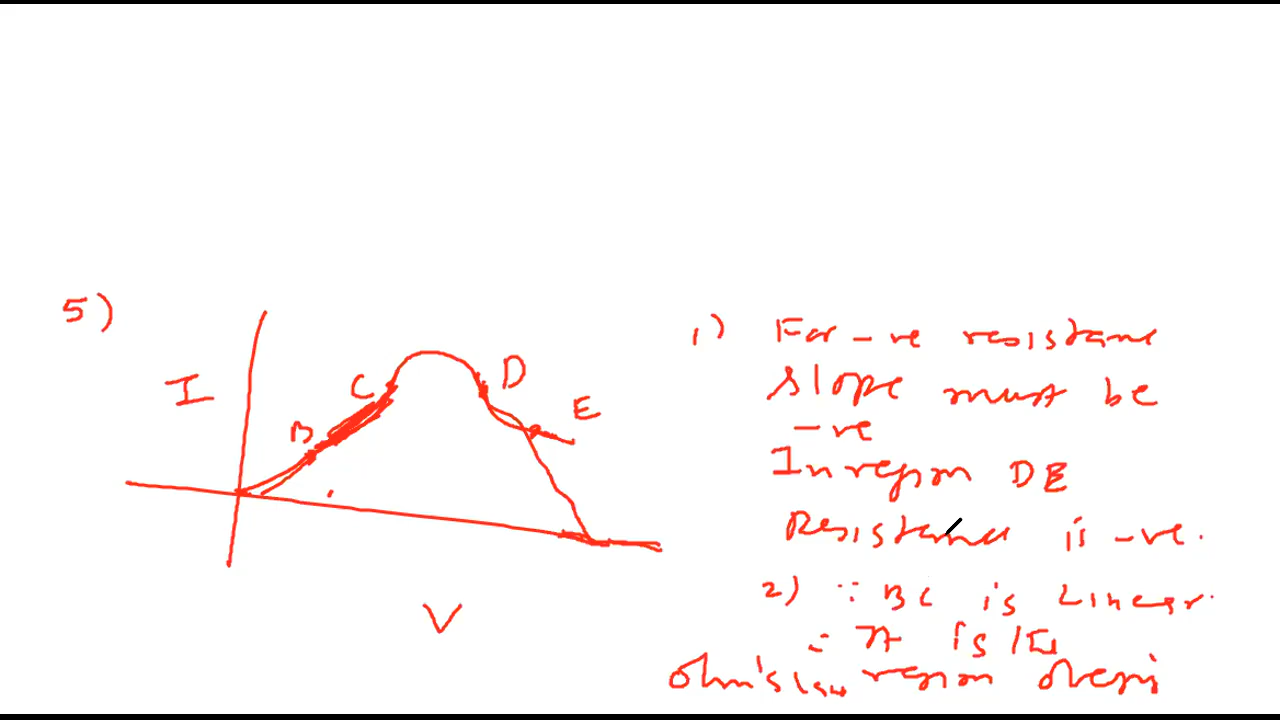 5)
I
B
C
D
E
V
1) For -ve resistance
slope must be
-ve
In region DE
Resistance is -ve.
2) ∵ BC is Linear.
∴ It is the
ohm's law region